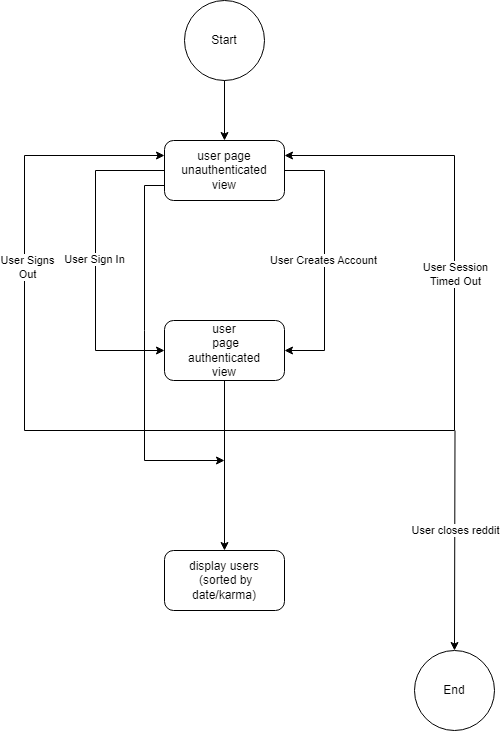 Start
user page
unauthenticated
view
User Signs
Out
User Sign In
User Creates Account
User Session
Timed Out
user
page
authenticated
view
User closes reddit
display users
(sorted by
date/karma)
End